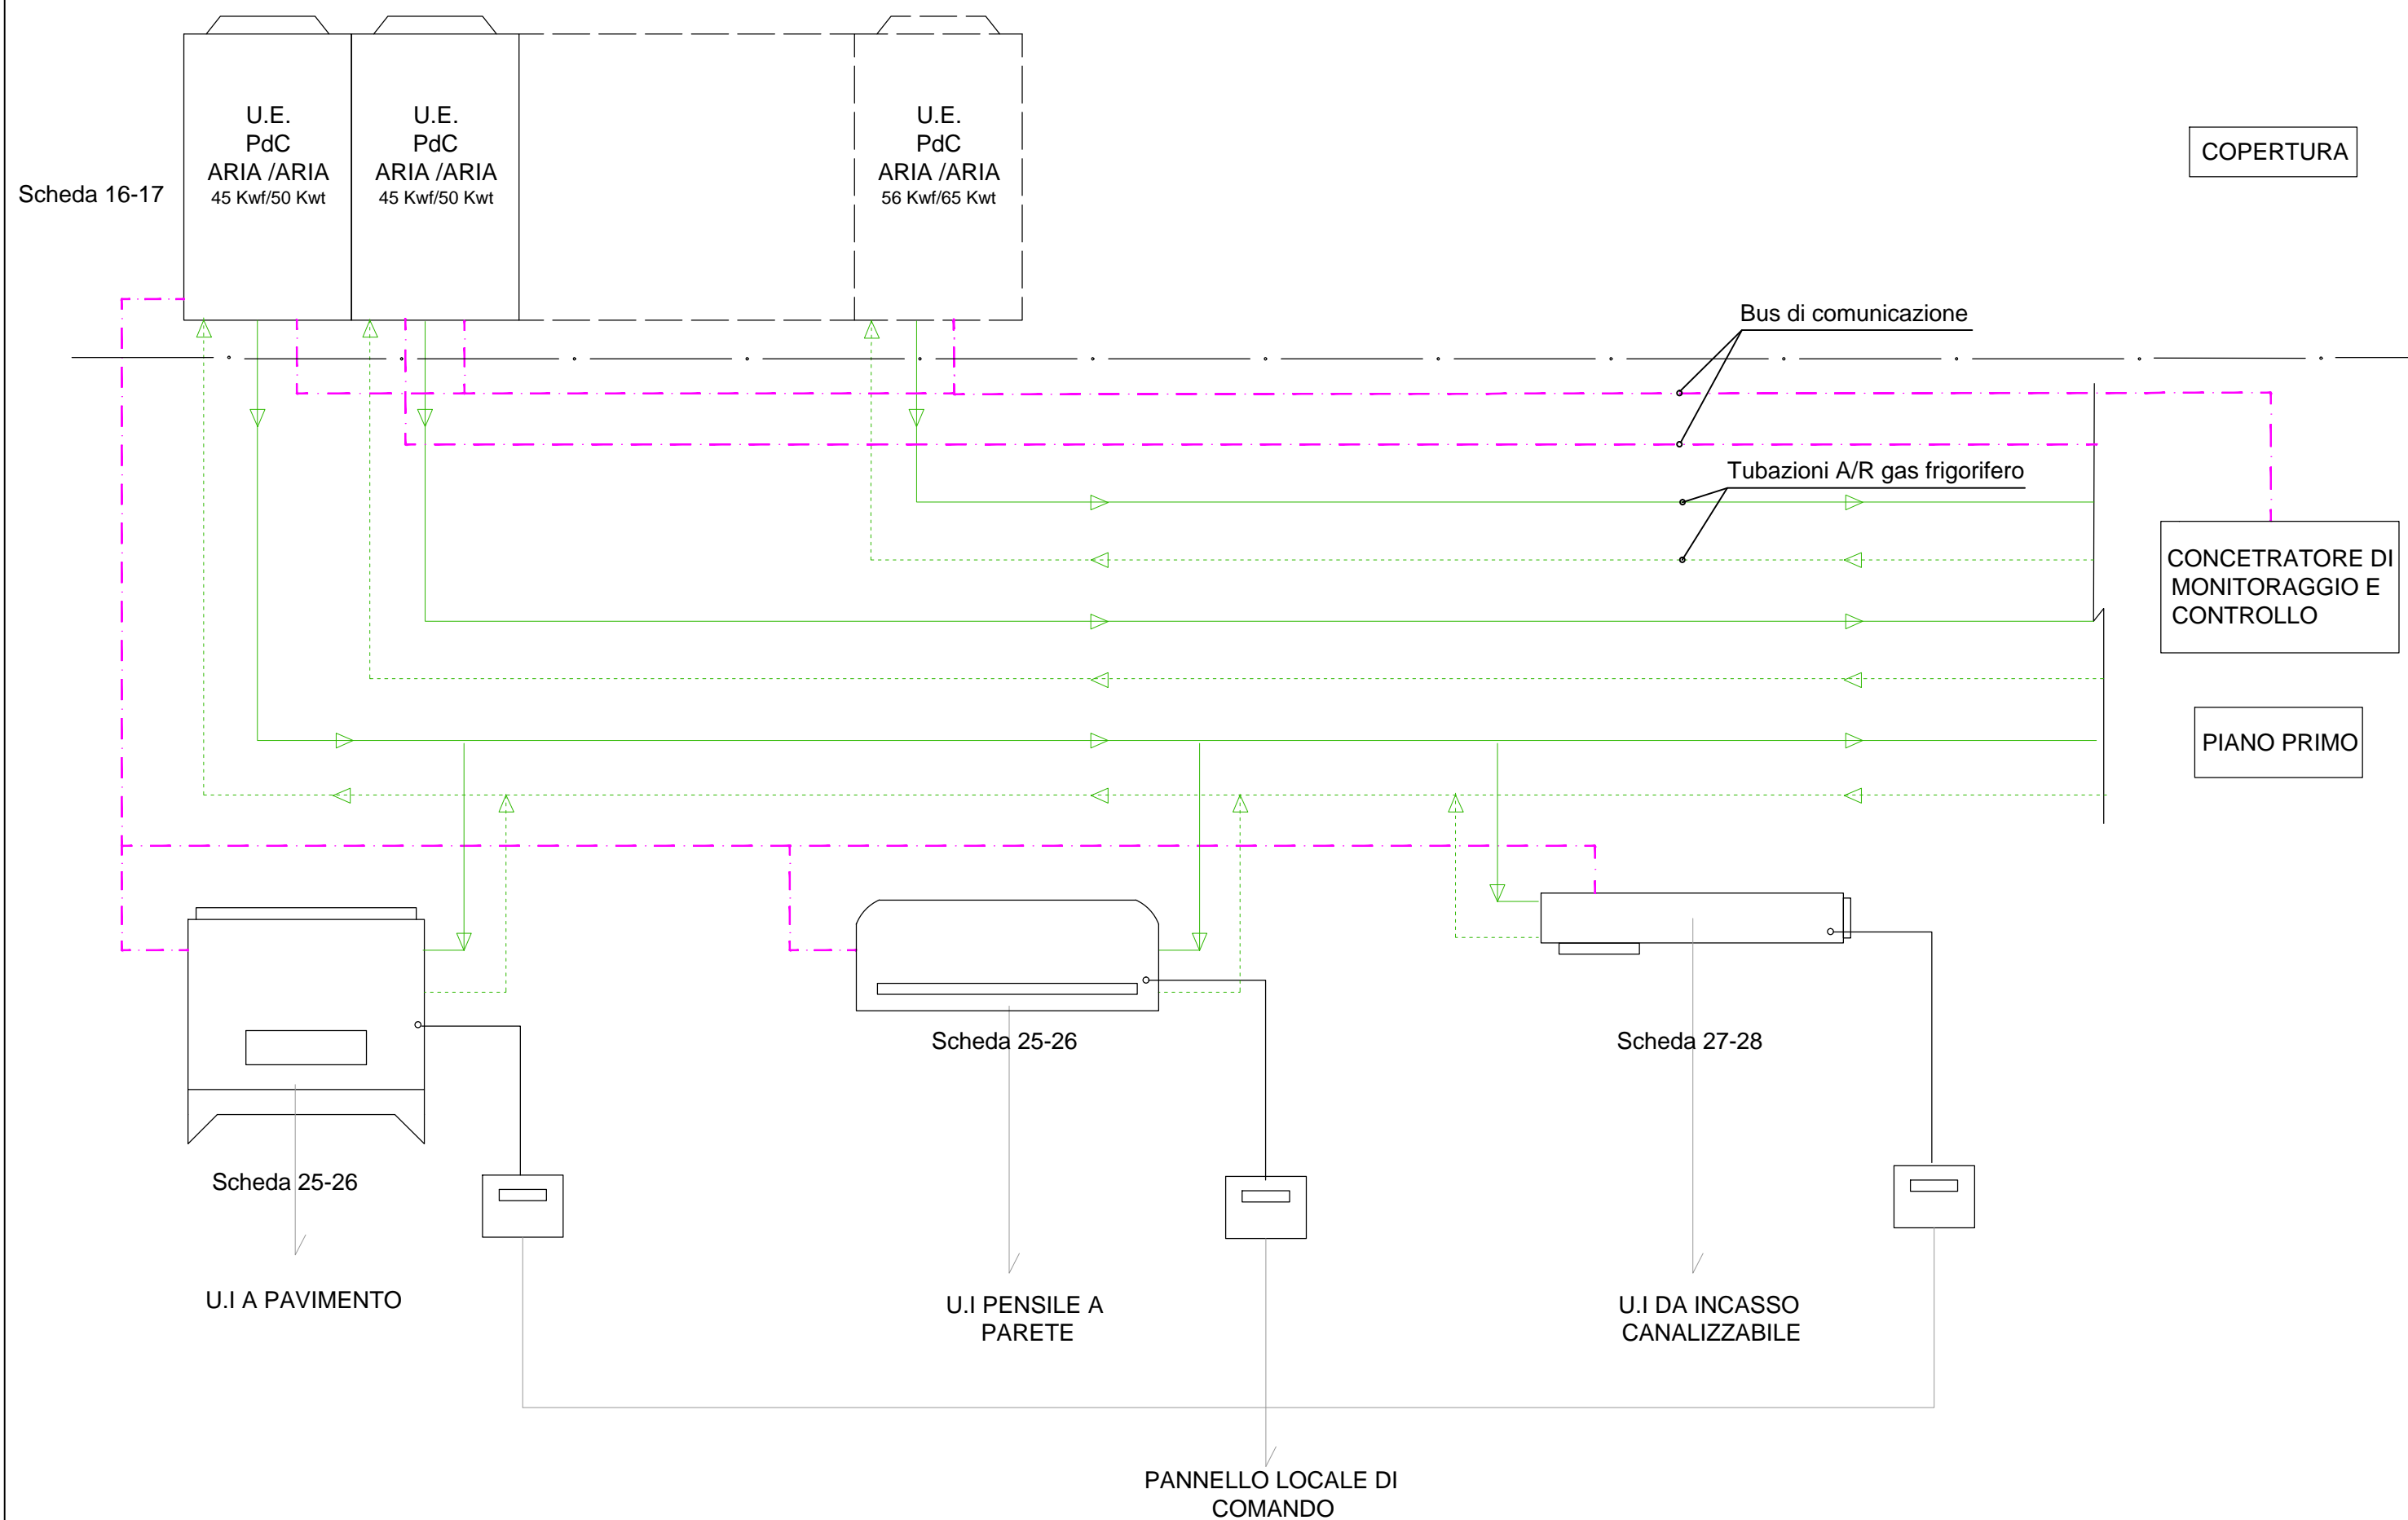 U.E.
PdC
ARIA /ARIA
45 Kwf/50 Kwt
U.E.
PdC
ARIA /ARIA
45 Kwf/50 Kwt
U.E.
PdC
ARIA /ARIA
56 Kwf/65 Kwt
COPERTURA
Scheda 16-17
Bus di comunicazione
Tubazioni A/R gas frigorifero
CONCETRATORE DI
MONITORAGGIO E
CONTROLLO
PIANO PRIMO
Scheda 25-26
Scheda 27-28
Scheda 25-26
U.I A PAVIMENTO
U.I PENSILE A
PARETE
U.I DA INCASSO
CANALIZZABILE
PANNELLO LOCALE DI
COMANDO